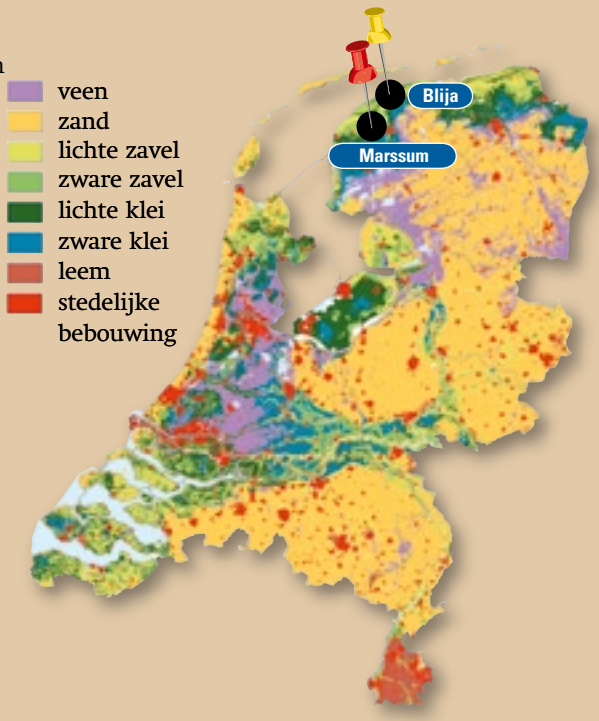 n
veen
zand
lichte zavel
zware zavel
lichte klei
zware klei
leem
stedelijke
bebouwing
Blija
Marssum